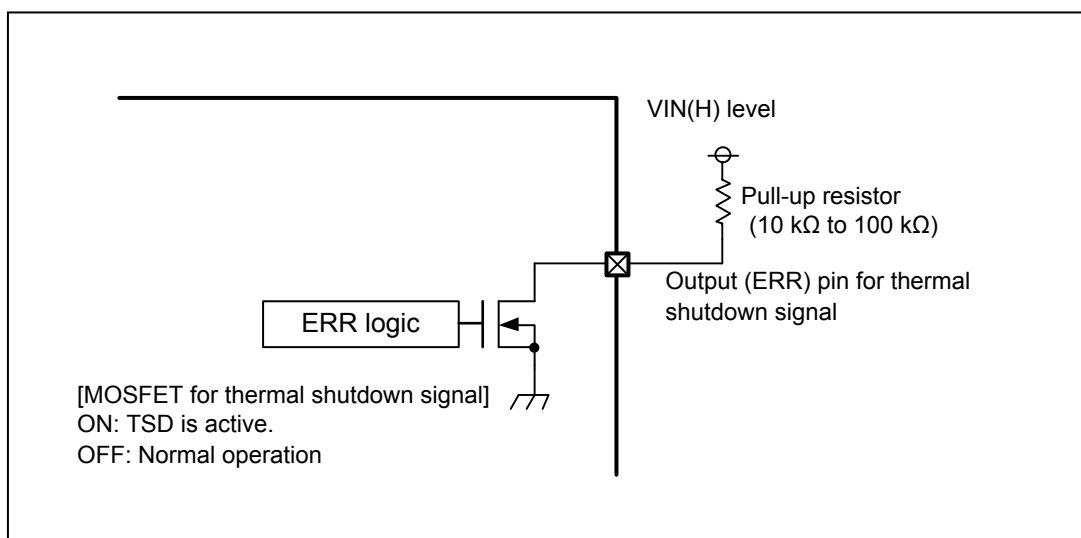 VIN(H) level
Pull-up resistor
(10 kΩ to 100 kΩ)
Output (ERR) pin for thermal
shutdown signal
ERR logic
[MOSFET for thermal shutdown signal]
ON: TSD is active.
OFF: Normal operation